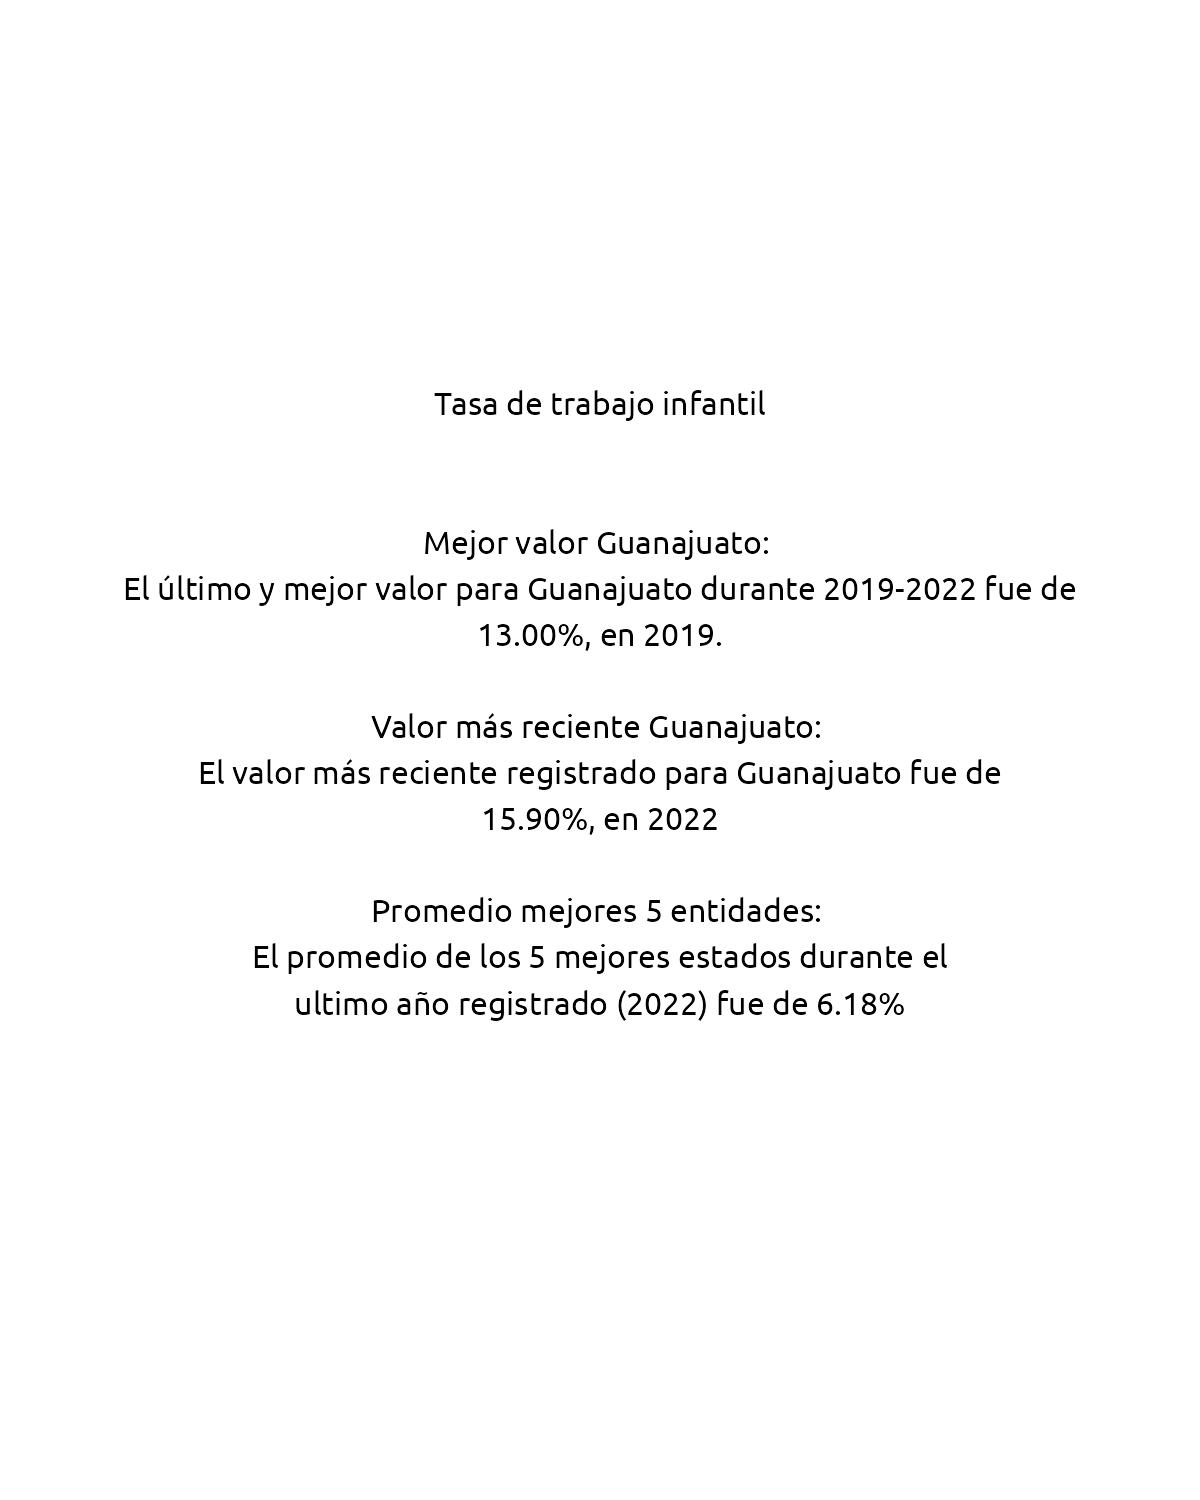 Tasa de trabajo infantil
Mejor valor Guanajuato:
El último y mejor valor para Guanajuato durante 2019-2022 fue de
13.00%, en 2019.
Valor más reciente Guanajuato:
El valor más reciente registrado para Guanajuato fue de
15.90%, en 2022
Promedio mejores 5 entidades:
El promedio de los 5 mejores estados durante el
ultimo año registrado (2022) fue de 6.18%